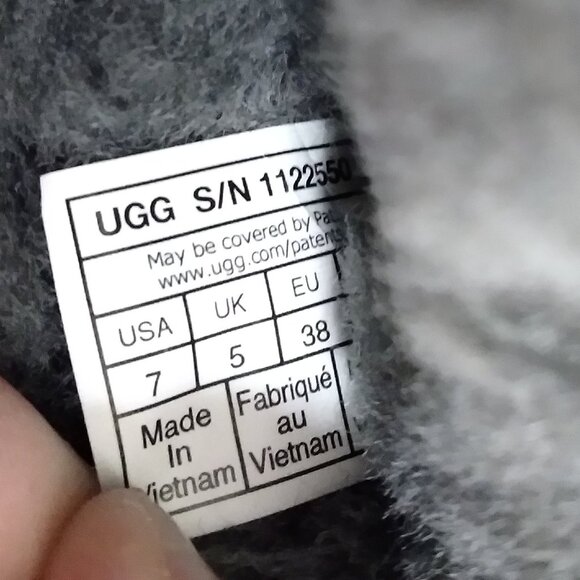 UGG S/N 1122550
May be covered by
www.ugg.com/patents
USA UK EU
7 5 38
Made
In
Vietnam
Fabriqué
au
Vietnam